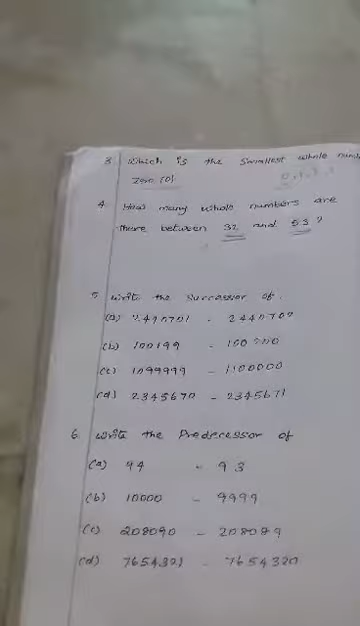 3 Which is the Smallest whole
Zero (0)
4. How many whole numbers are
there between 32 and 53?
5 Write the Successor of.
(a) 2440701 - 2440702
(b) 100199 - 100200
(c) 1099999 - 1100000
(d) 2345670 - 2345671
6 Write the Predecessor of
(a) 94 - 93
(b) 10000 - 9999
(c) 208090 - 208089
(d) 7654321 - 7654320